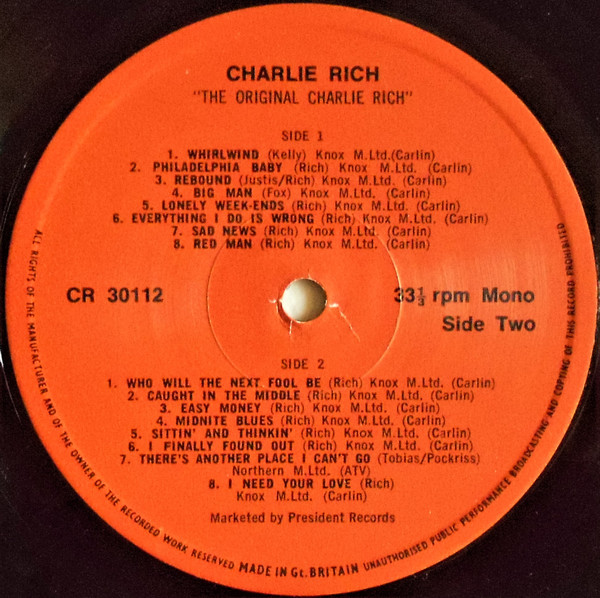 CHARLIE RICH
"THE ORIGINAL CHARLIE RICH"
SIDE 1
1. WHIRLWIND (Kelly) Knox M.Ltd.(Carlin)
2. PHILADELPHIA BABY (Rich) Knox M.Ltd. (Carlin)
3. REBOUND (Justis/Rich) Knox M.Ltd. (Carlin)
4. BIG MAN (Fox) Knox M.Ltd. (Carlin)
5. LONELY WEEK-ENDS (Rich) Knox M.Ltd. (Carlin)
6. EVERYTHING I DO IS WRONG (Rich) Knox M.Ltd. (Carlin)
7. SAD NEWS (Rich) Knox M.Ltd. (Carlin)
8. RED MAN (Rich) Knox M.Ltd. (Carlin)
CR 30112
33⅓ rpm Mono
Side Two
SIDE 2
1. WHO WILL THE NEXT FOOL BE (Rich) Knox M.Ltd. (Carlin)
2. CAUGHT IN THE MIDDLE (Rich) Knox M.Ltd. (Carlin)
3. EASY MONEY (Rich) Knox M.Ltd. (Carlin)
4. MIDNITE BLUES (Rich) Knox M.Ltd. (Carlin)
5. SITTIN' AND THINKIN' (Rich) Knox M.Ltd. (Carlin)
6. I FINALLY FOUND OUT (Rich) Knox M.Ltd. (Carlin)
7. THERE'S ANOTHER PLACE I CAN'T GO (Tobias/Pockriss)
Northern M.Ltd. (ATV)
8. I NEED YOUR LOVE (Rich)
Knox M.Ltd. (Carlin)
Marketed by President Records
ALL RIGHTS OF THE MANUFACTURER AND OF THE OWNER OF THE RECORDED WORK RESERVED MADE IN Gt. BRITAIN UNAUTHORISED PUBLIC PERFORMANCE BROADCASTING AND COPYING OF THIS RECORD PROHIBITED